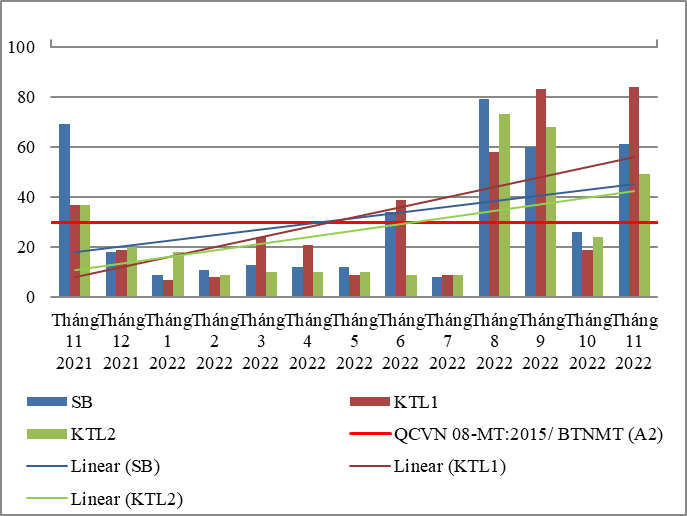 100
80
60
40
20
0
Tháng 11 2021
Tháng 12 2021
Tháng 1 2022
Tháng 2 2022
Tháng 3 2022
Tháng 4 2022
Tháng 5 2022
Tháng 6 2022
Tháng 7 2022
Tháng 8 2022
Tháng 9 2022
Tháng 10 2022
Tháng 11 2022
SB
KTL1
KTL2
QCVN 08-MT:2015/ BTNMT (A2)
Linear (SB)
Linear (KTL1)
Linear (KTL2)